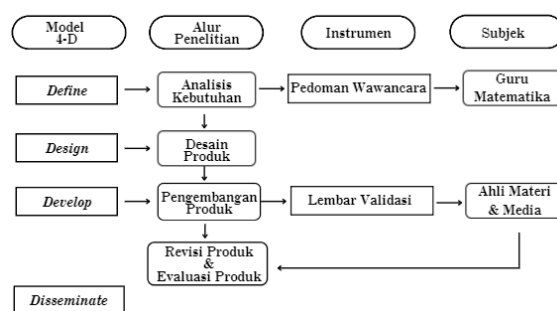 Model
4-D
Alur
Penelitian
Instrumen
Subjek
Define
Analisis
Kebutuhan
Pedoman Wawancara
Guru
Matematika
Design
Desain
Produk
Develop
Pengembangan
Produk
Lembar Validasi
Ahli Materi
& Media
Revisi Produk
&
Evaluasi Produk
Disseminate